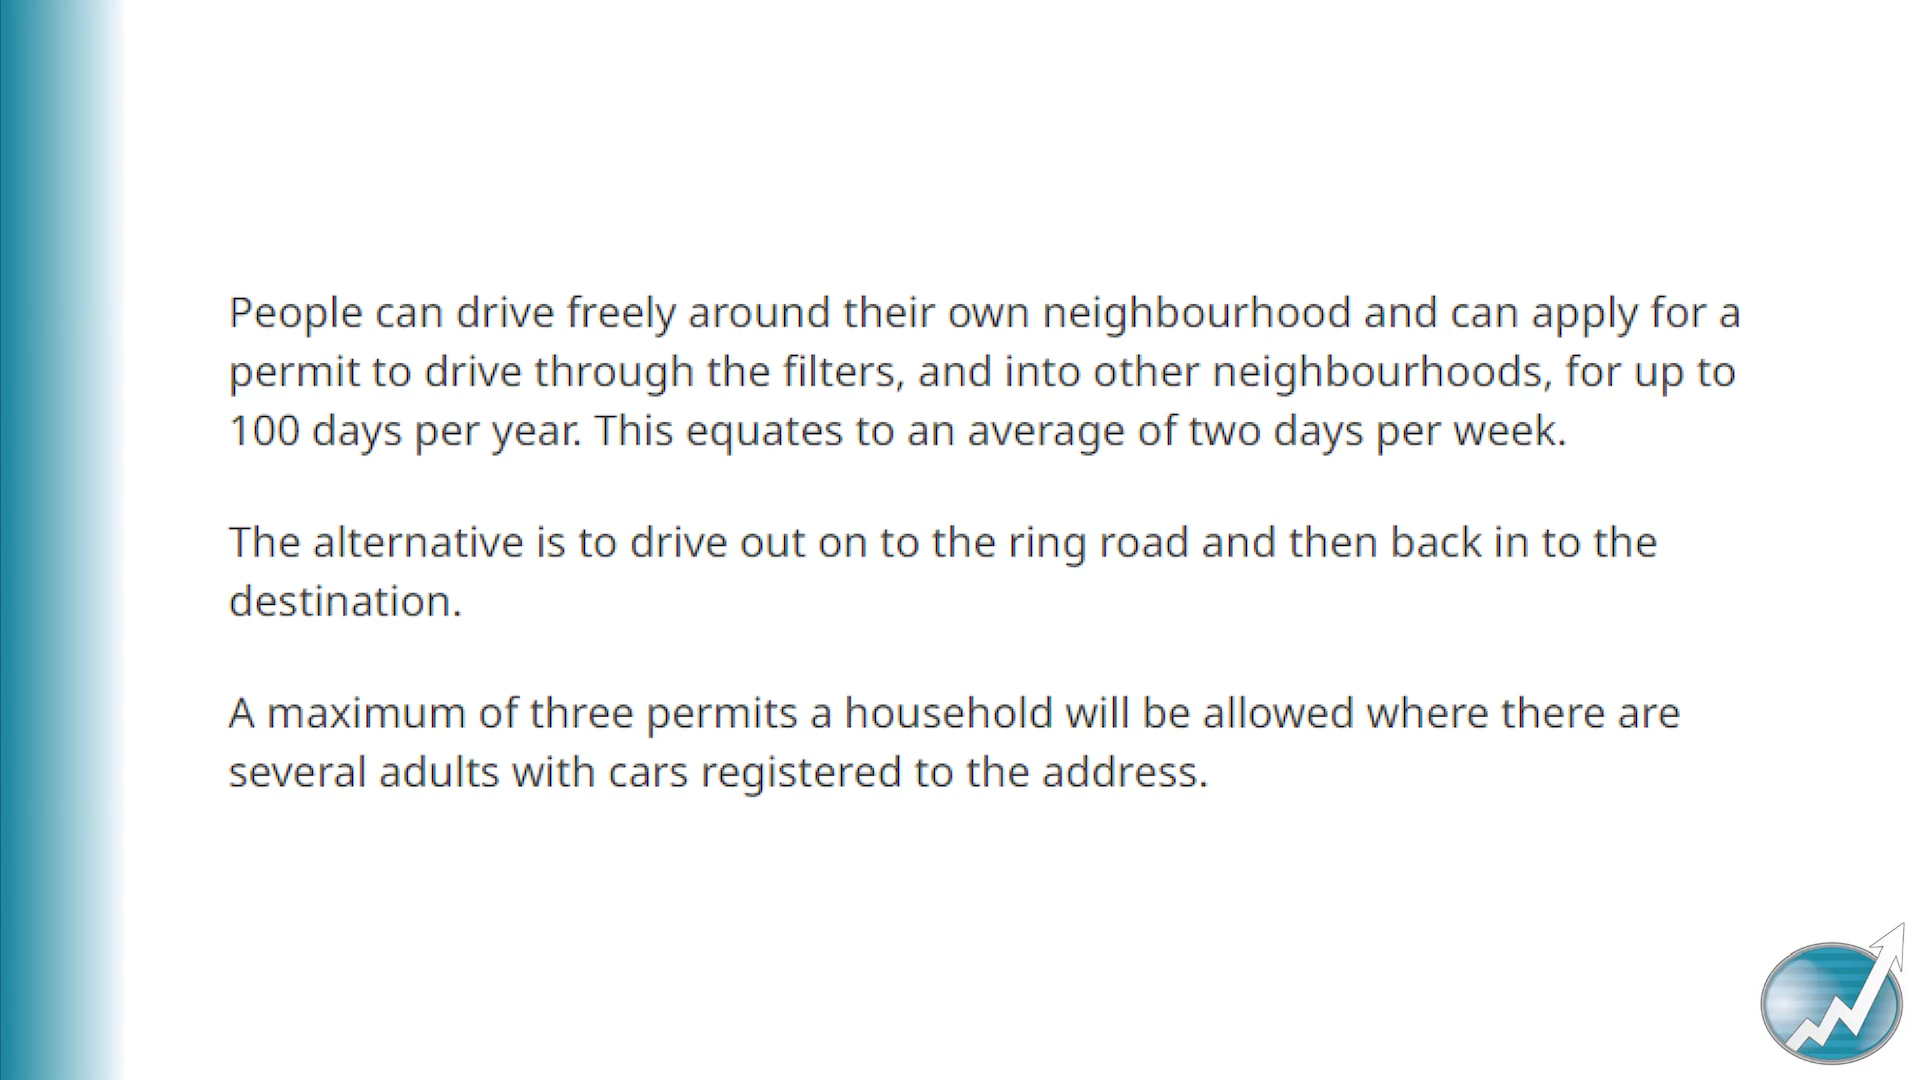 People can drive freely around their own neighbourhood and can apply for a
permit to drive through the filters, and into other neighbourhoods, for up to
100 days per year. This equates to an average of two days per week.
The alternative is to drive out on to the ring road and then back in to the
destination.
A maximum of three permits a household will be allowed where there are
several adults with cars registered to the address.